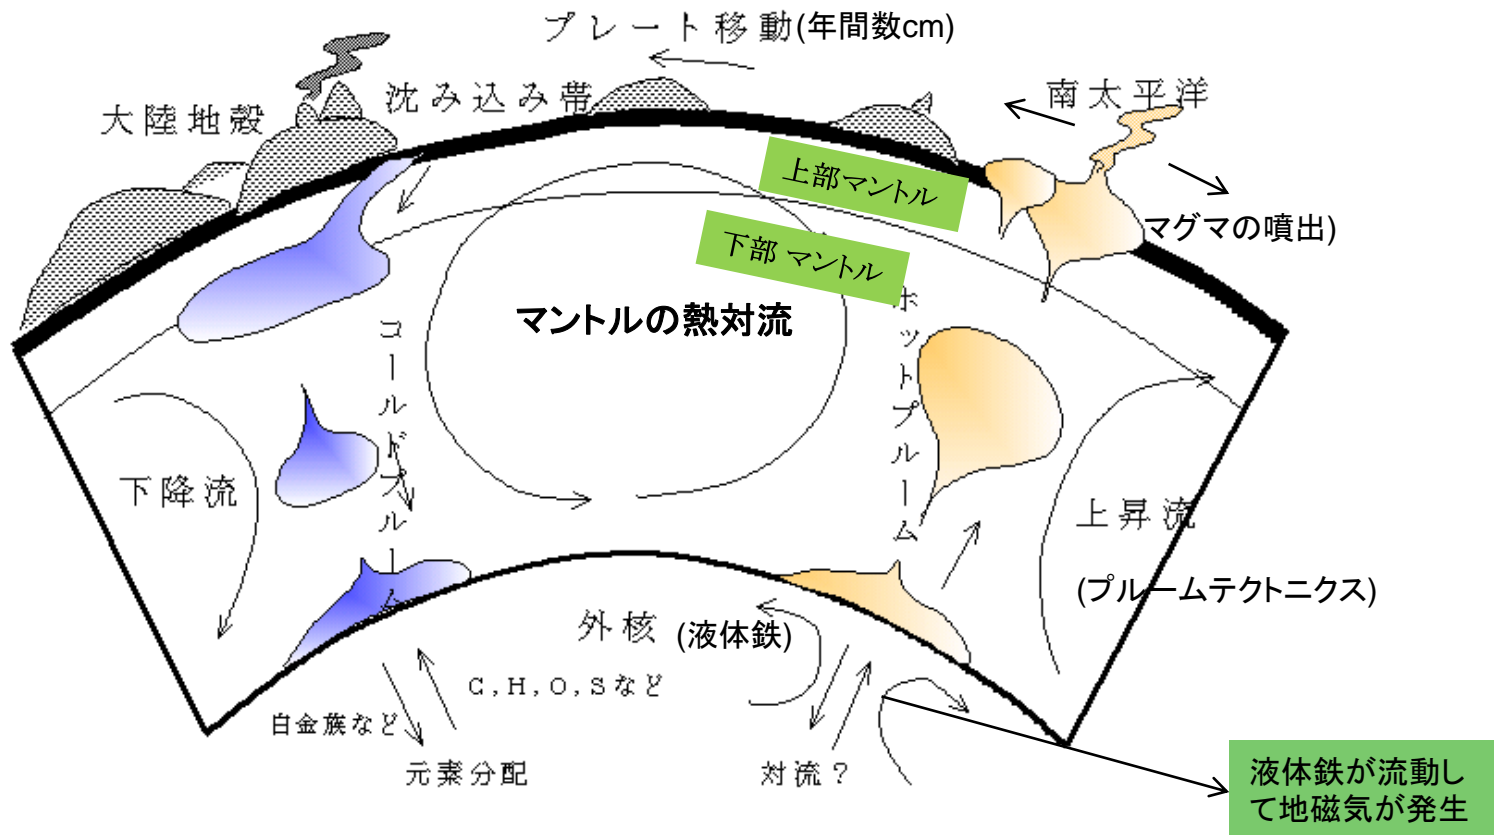 プレート移動(年間数cm)
大陸地殻
沈み込み帯
南太平洋
上部マントル
下部 マントル
マグマの噴出)
マントルの熱対流
コールドプルーム
ホットプルーム
下降流
上昇流
(プルームテクトニクス)
外核 (液体鉄)
C,H,O,Sなど
白金族など
元素分配
対流?
液体鉄が流動し
て地磁気が発生